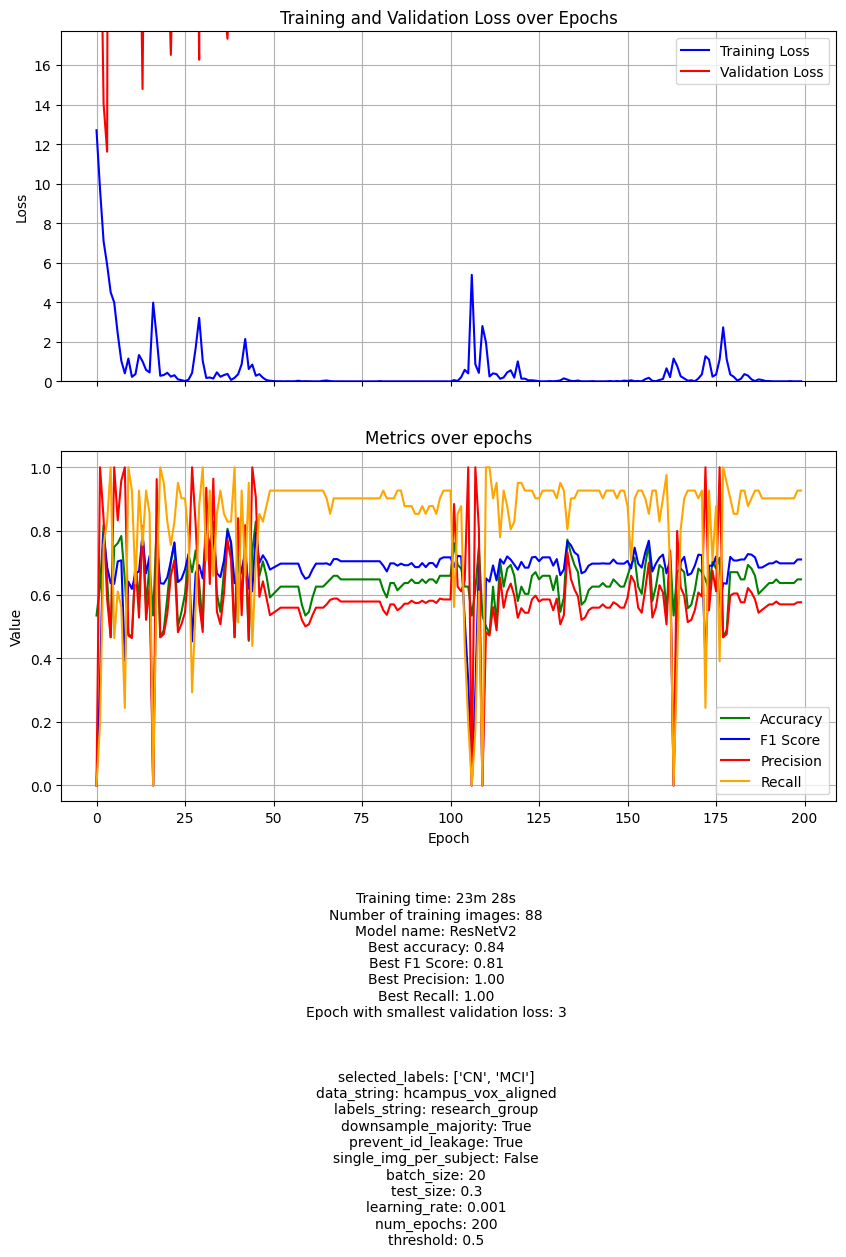 Training and Validation Loss over Epochs
Training Loss
Validation Loss
16
14
12
10
8
6
4
2
0
Loss
Metrics over epochs
1.0
0.8
0.6
0.4
0.2
0.0
Value
Accuracy
F1 Score
Precision
Recall
0 25 50 75 100 125 150 175 200
Epoch
Training time: 23m 28s
Number of training images: 88
Model name: ResNetV2
Best accuracy: 0.84
Best F1 Score: 0.81
Best Precision: 1.00
Best Recall: 1.00
Epoch with smallest validation loss: 3
selected_labels: ['CN', 'MCI']
data_string: hcampus_vox_aligned
labels_string: research_group
downsample_majority: True
prevent_id_leakage: True
single_img_per_subject: False
batch_size: 20
test_size: 0.3
learning_rate: 0.001
num_epochs: 200
threshold: 0.5